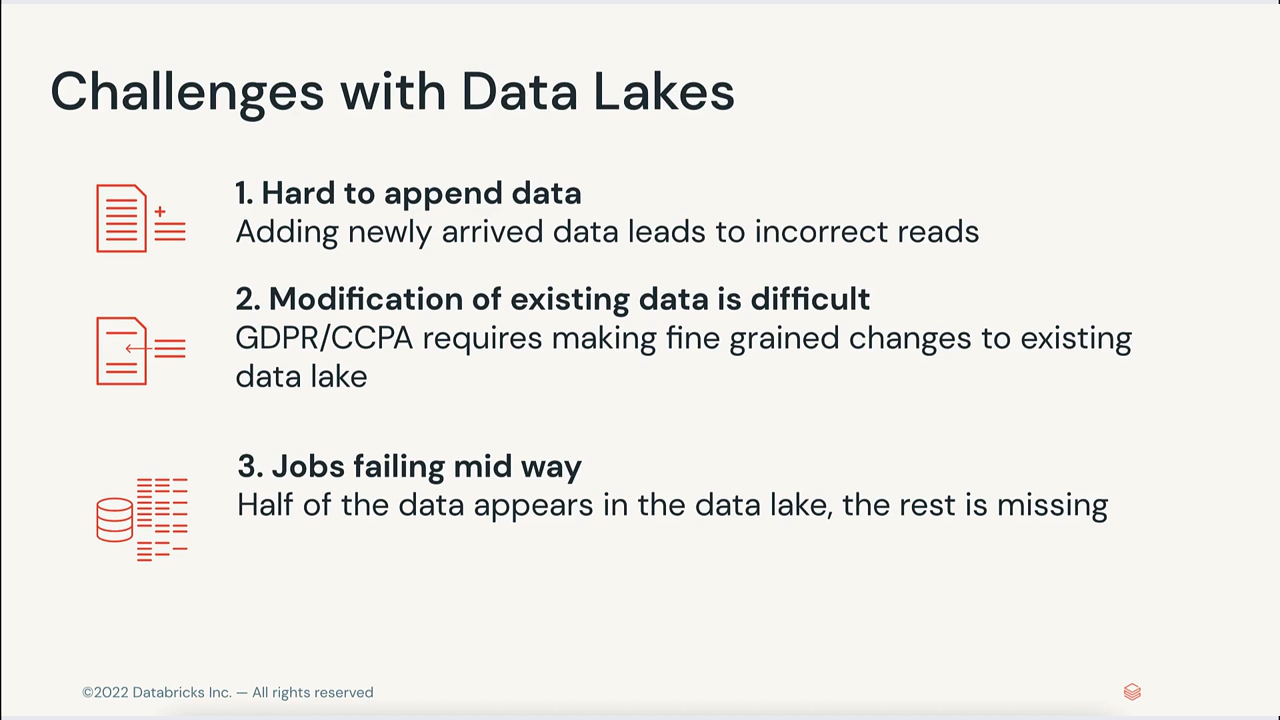 Challenges with Data Lakes
1. Hard to append data
Adding newly arrived data leads to incorrect reads
2. Modification of existing data is difficult
GDPR/CCPA requires making fine grained changes to existing
data lake
3. Jobs failing mid way
Half of the data appears in the data lake, the rest is missing
©2022 Databricks Inc. — All rights reserved